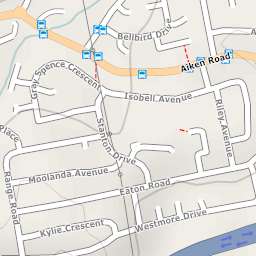 Bellbird Drive
Aiken Road
Gray Spence Crescent
Isobell Avenue
Stanton Drive
Riley Avenue
Place
Moolanda Avenue
Eaton Road
Range Road
Kylie Crescent
Westmore Drive